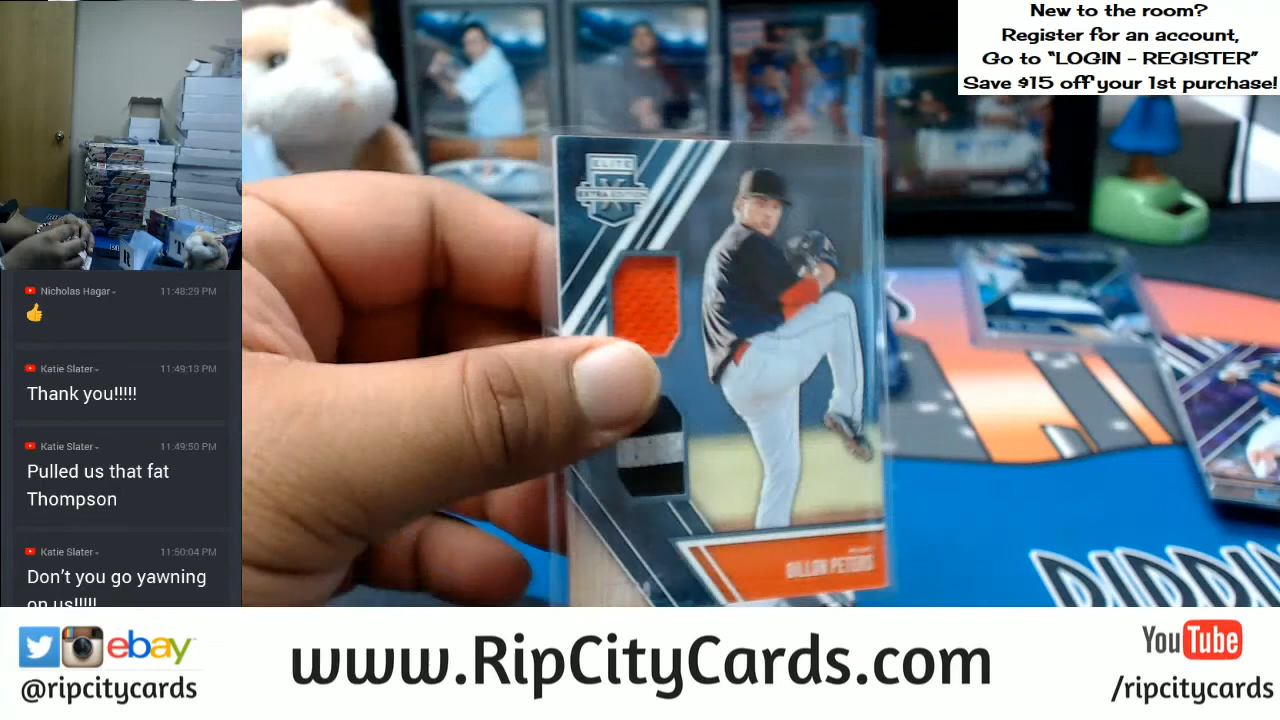 New to the room?
Register for an account,
Go to "LOGIN - REGISTER"
Save $15 off your 1st purchase!
Nicholas Hagar
11:48:29 PM
Katie Slater
11:49:13 PM
Thank you!!!!!
Katie Slater
11:49:50 PM
Pulled us that fat
Thompson
Katie Slater
11:50:04 PM
Don't you go yawning
on us!!!!!
ELITE
DILLON PETERS
ebay
@ripcitycards
www.RipCityCards.com
YouTube
/ripcitycards